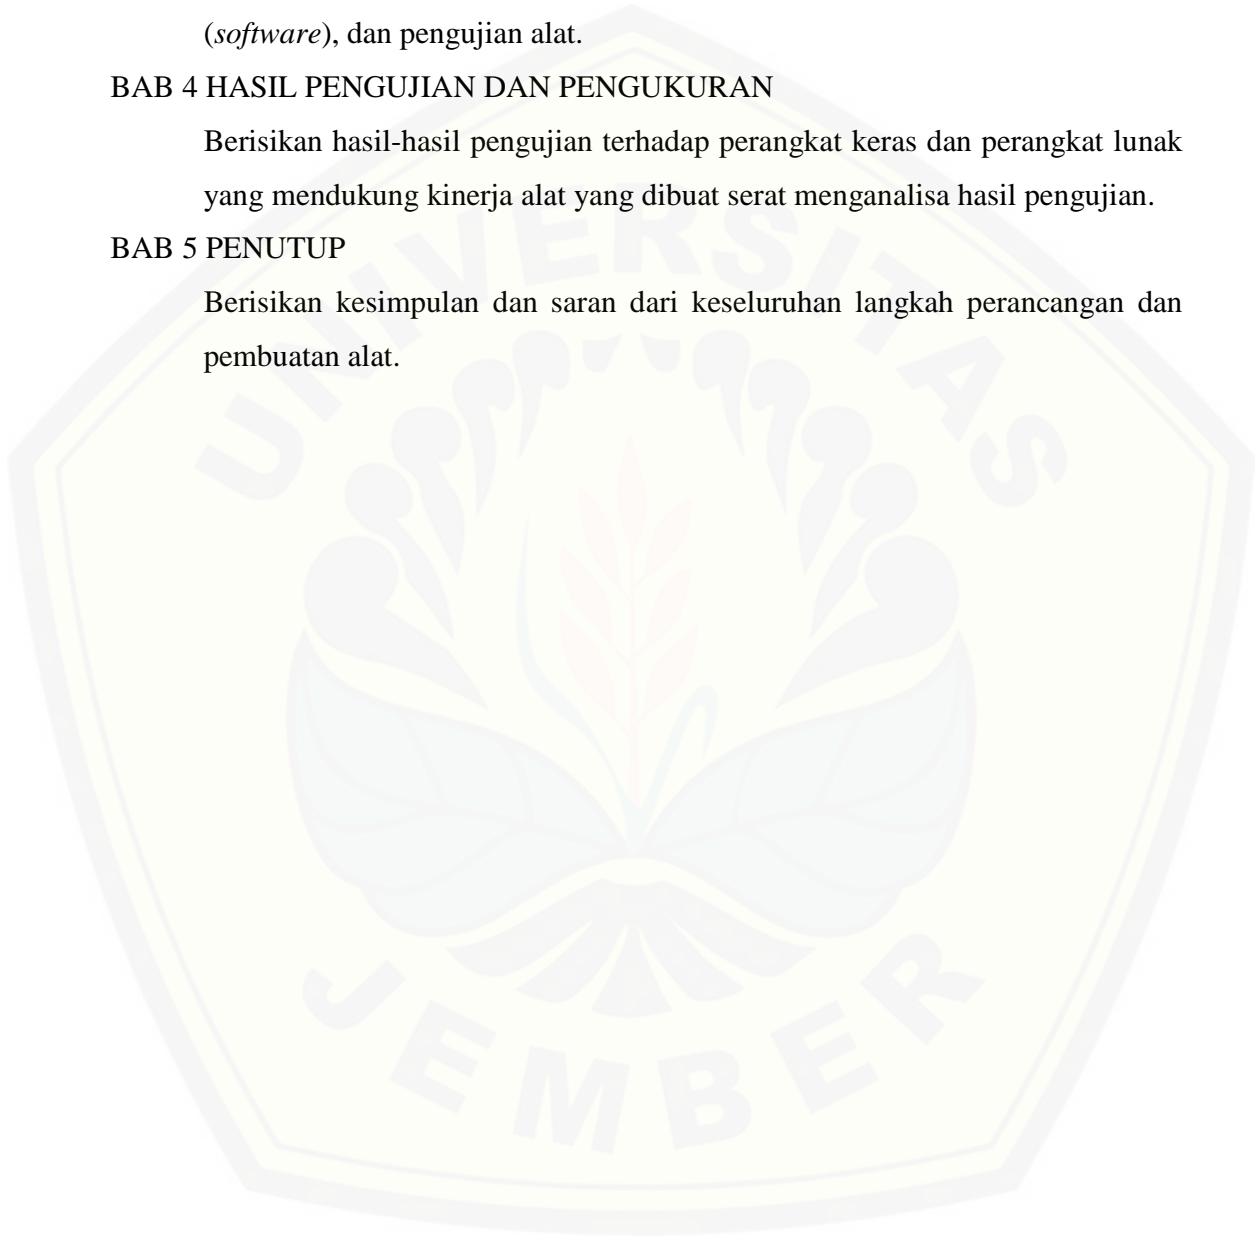 (software), dan pengujian alat.
BAB 4 HASIL PENGUJIAN DAN PENGUKURAN
Berisikan hasil-hasil pengujian terhadap perangkat keras dan perangkat lunak
yang mendukung kinerja alat yang dibuat serat menganalisa hasil pengujian.
BAB 5 PENUTUP
Berisikan kesimpulan dan saran dari keseluruhan langkah perancangan dan
pembuatan alat.
UNIVERSITAS
JEMBER